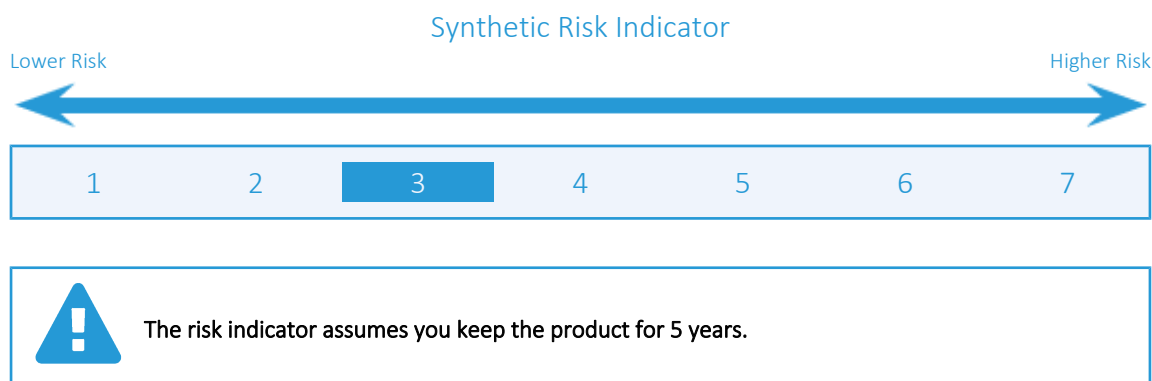 Synthetic Risk Indicator
Lower Risk Higher Risk
1 2 3 4 5 6 7
The risk indicator assumes you keep the product for 5 years.